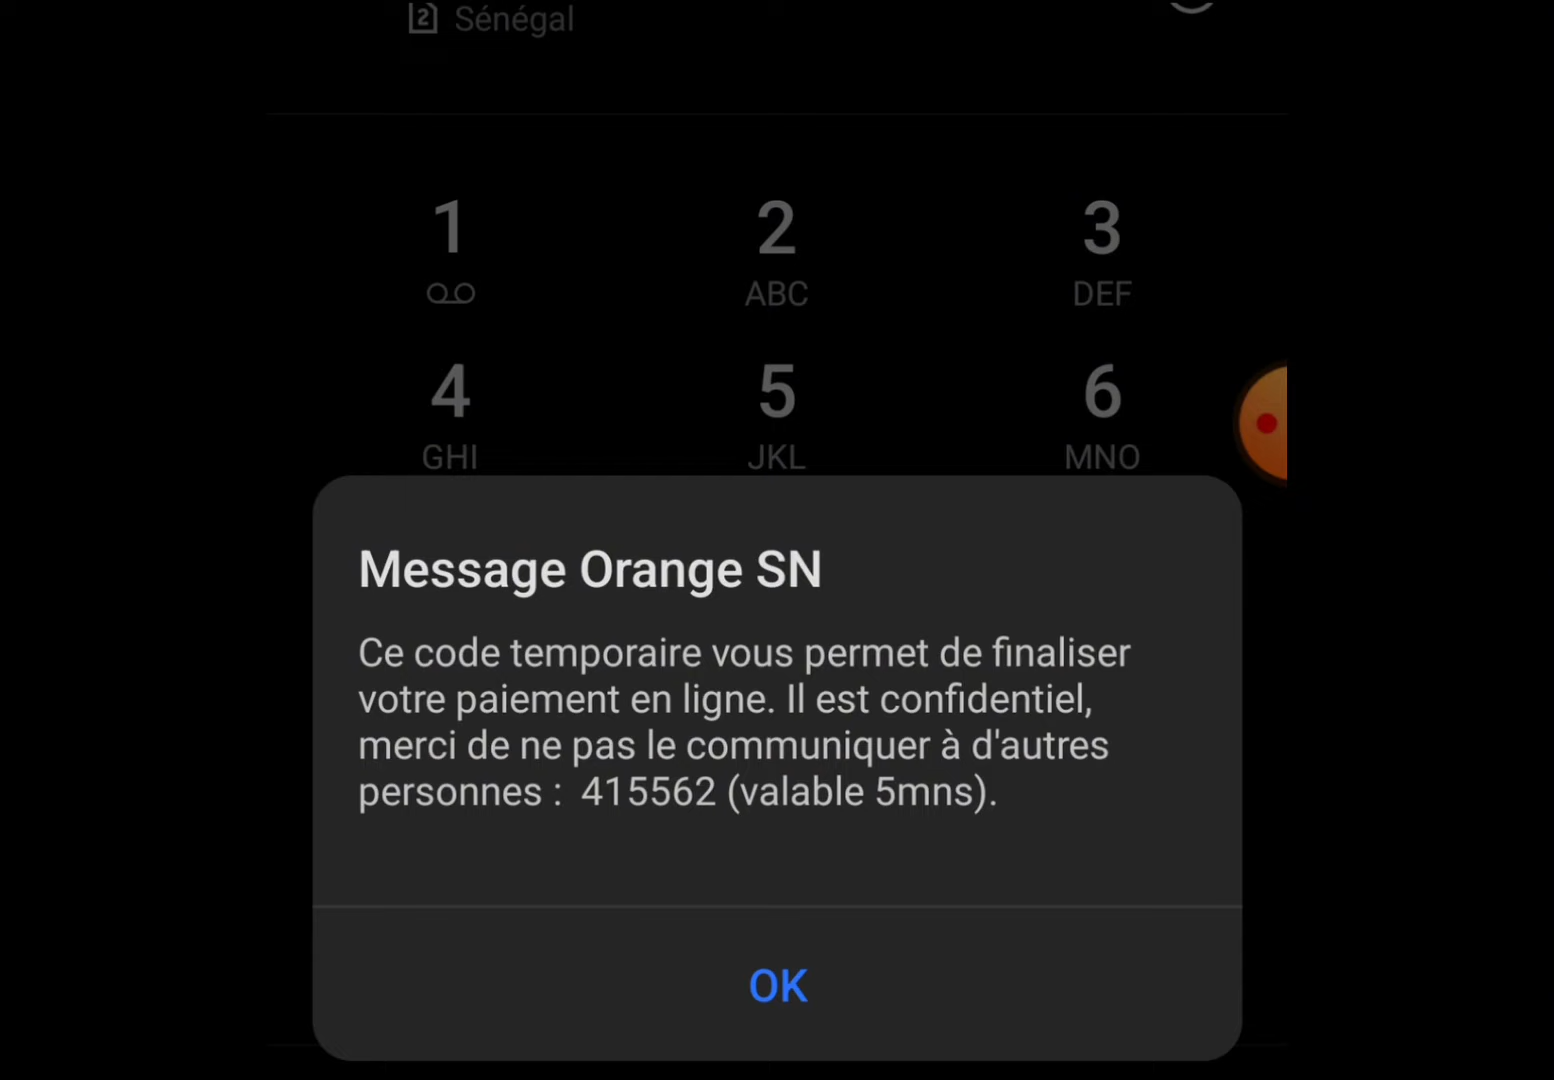 2 Sénégal
1 2 3
ABC DEF
4 5 6
GHI JKL MNO
Message Orange SN
Ce code temporaire vous permet de finaliser
votre paiement en ligne. Il est confidentiel,
merci de ne pas le communiquer à d'autres
personnes : 415562 (valable 5mns).
OK